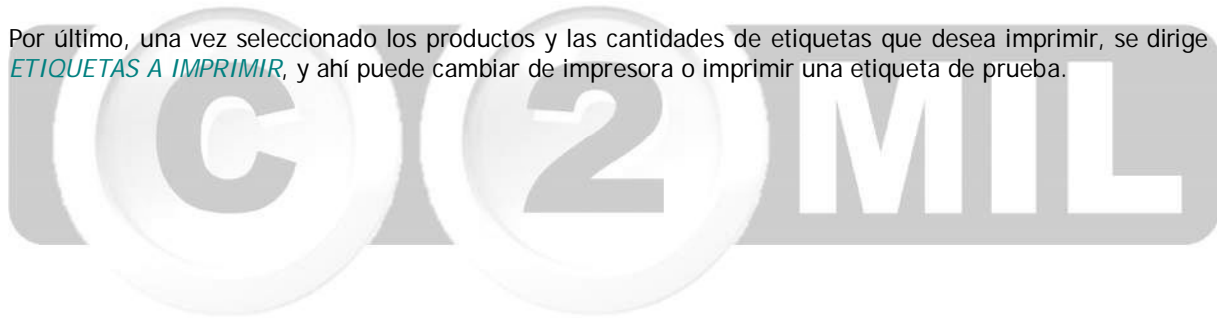 Por último, una vez seleccionado los productos y las cantidades de etiquetas que desea imprimir, se dirige
ETIQUETAS A IMPRIMIR, y ahí puede cambiar de impresora o imprimir una etiqueta de prueba.
C 2 MIL